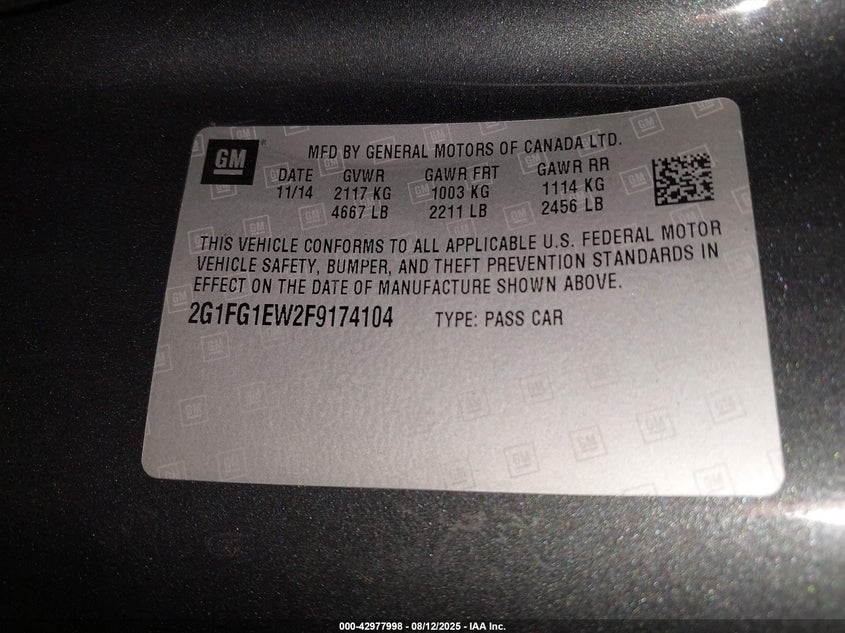 GM
MFD BY GENERAL MOTORS OF CANADA LTD.
DATE GVWR GAWR FRT GAWR RR
11/14 2117 KG 1003 KG 1114 KG
4667 LB 2211 LB 2456 LB
THIS VEHICLE CONFORMS TO ALL APPLICABLE U.S. FEDERAL MOTOR
VEHICLE SAFETY, BUMPER, AND THEFT PREVENTION STANDARDS IN
EFFECT ON THE DATE OF MANUFACTURE SHOWN ABOVE.
2G1FG1EW2F9174104 TYPE: PASS CAR
000-42977998 - 08/12/2025 - IAA Inc.